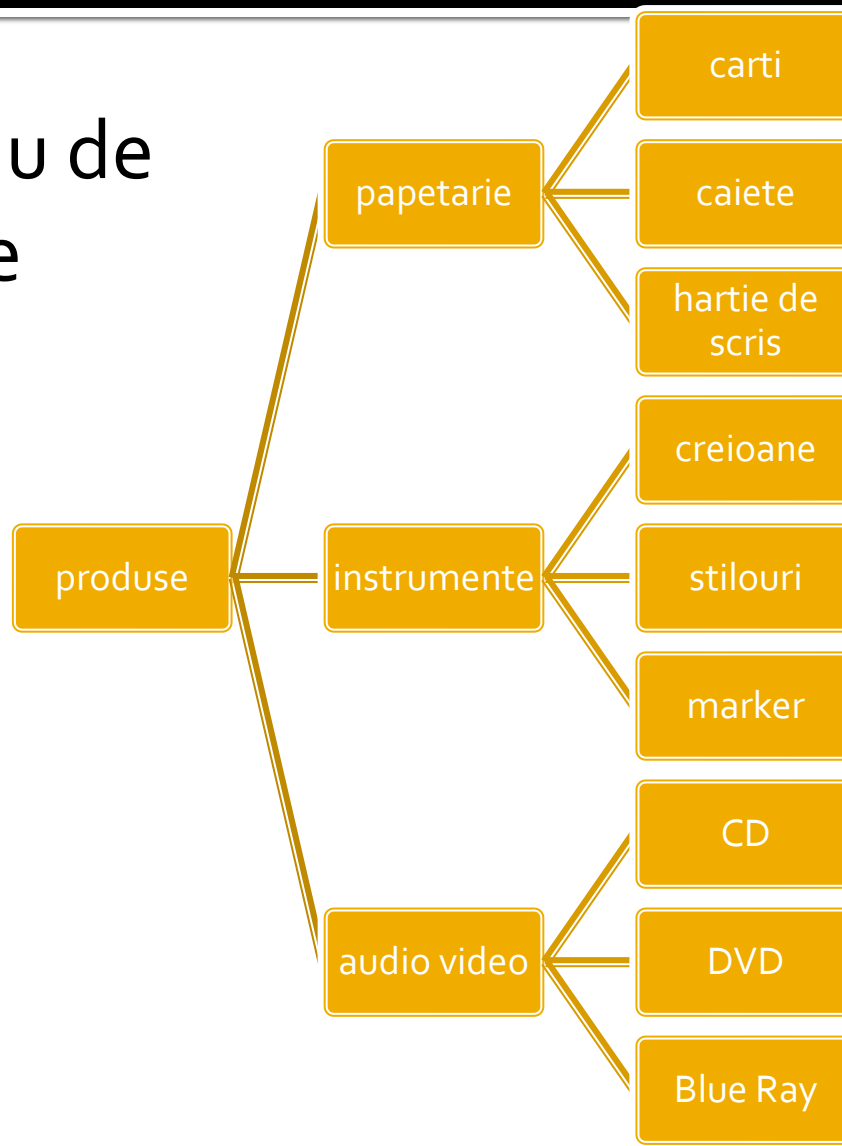 u de
e
produse
papetarie
carti
caiete
hartie de
scris
instrumente
creioane
stilouri
marker
audio video
CD
DVD
Blue Ray